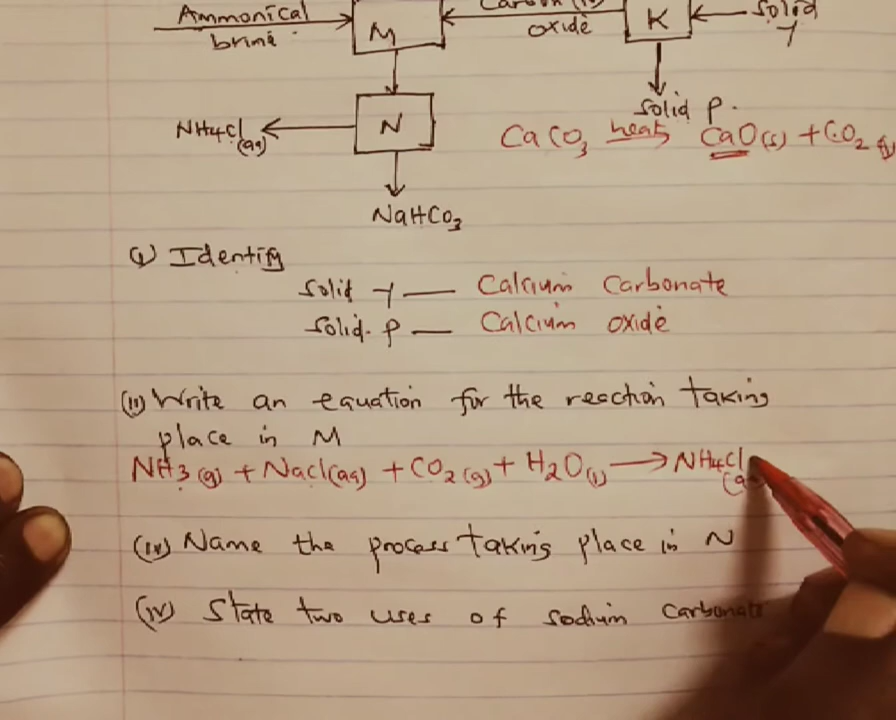 Ammonical
brine
M
oxide
K
Solid
Y
N
NH4Cl
(aq)
Solid P.
CaCO3 heat CaO(s) + CO2 (g)
NaHCO3
(i) Identify
Solid Y — Calcium Carbonate
Solid P — Calcium oxide
(ii) Write an equation for the reaction taking
place in M
NH3(g) + NaCl(aq) + CO2(g) + H2O(l) → NH4Cl
(iv) Name the process taking place in N
(iv) State two uses of sodium Carbonate